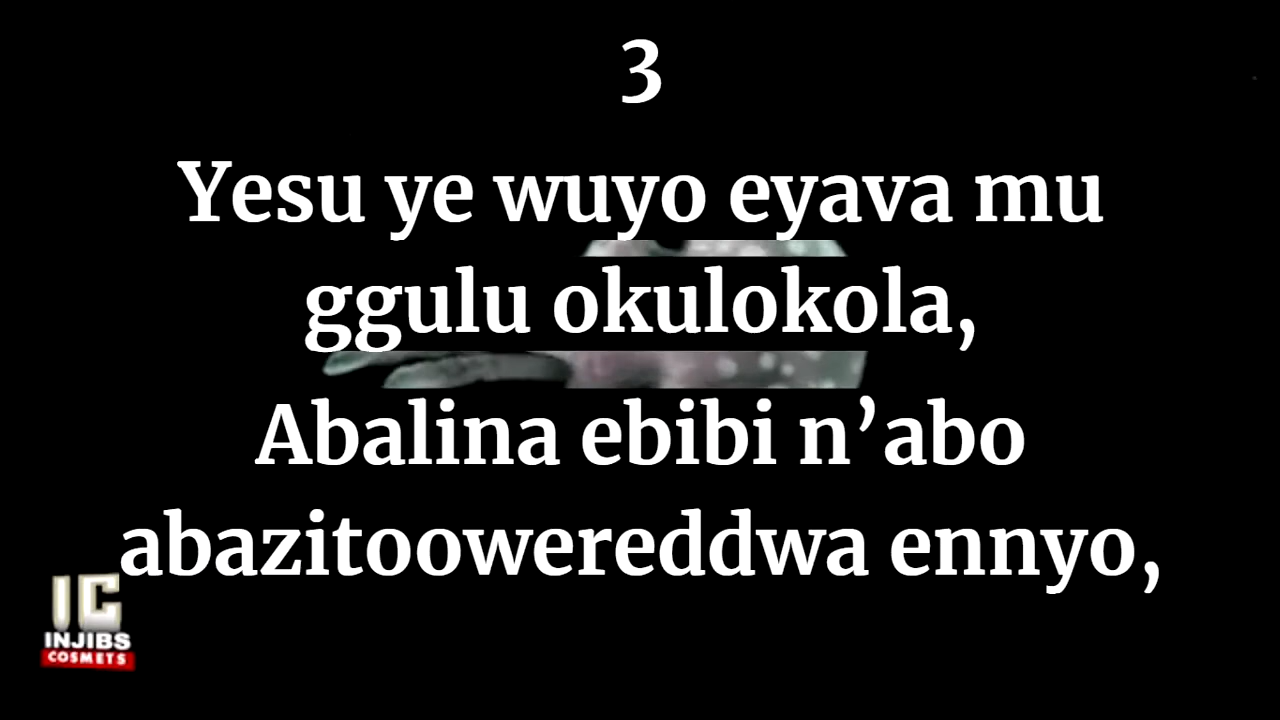 3
Yesu ye wuyo eyava mu
ggulu okulokola,
Abalina ebibi n’abo
abazitoowereddwa ennyo,
IC
INJIBS
COSMETS